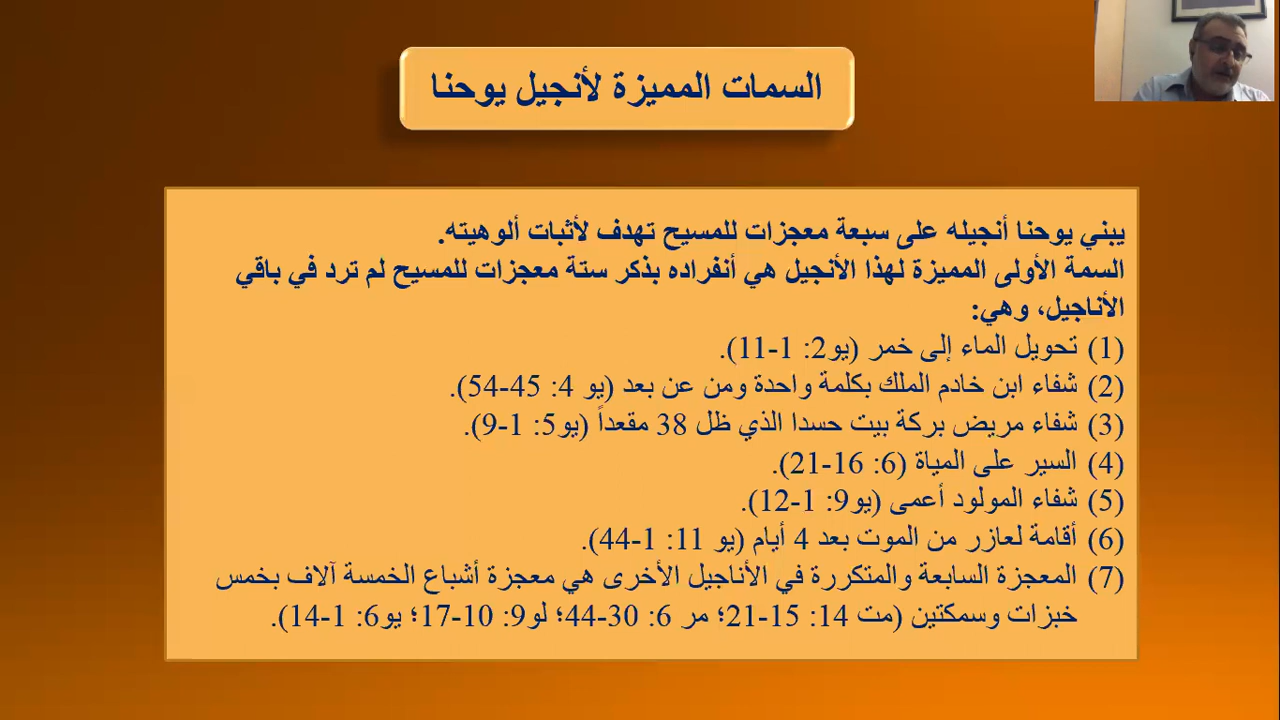 السمات المميزة لأنجيل يوحنا
يبني يوحنا أنجيله على سبعة معجزات للمسيح تهدف لأثبات ألوهيته.
السمة الأولى المميزة لهذا الأنجيل هي أنفراده بذكر ستة معجزات للمسيح لم ترد في باقي
الأناجيل، وهي:
(1) تحويل الماء إلى خمر (يو2: 1-11).
(2) شفاء ابن خادم الملك بكلمة واحدة ومن عن بعد (يو 4: 45-54).
(3) شفاء مريض بركة بيت حسدا الذي ظل 38 مقعداً (يو5: 1-9).
(4) السير على المياة (6: 16-21).
(5) شفاء المولود أعمى (يو9: 1-12).
(6) أقامة لعازر من الموت بعد 4 أيام (يو 11: 1-44).
(7) المعجزة السابعة والمتكررة في الأناجيل الأخرى هي معجزة أشباع الخمسة آلاف بخمس
خبزات وسمكتين (مت 14: 15-21؛ مر 6: 30-44؛ لو9: 10-17؛ يو6: 1-14).